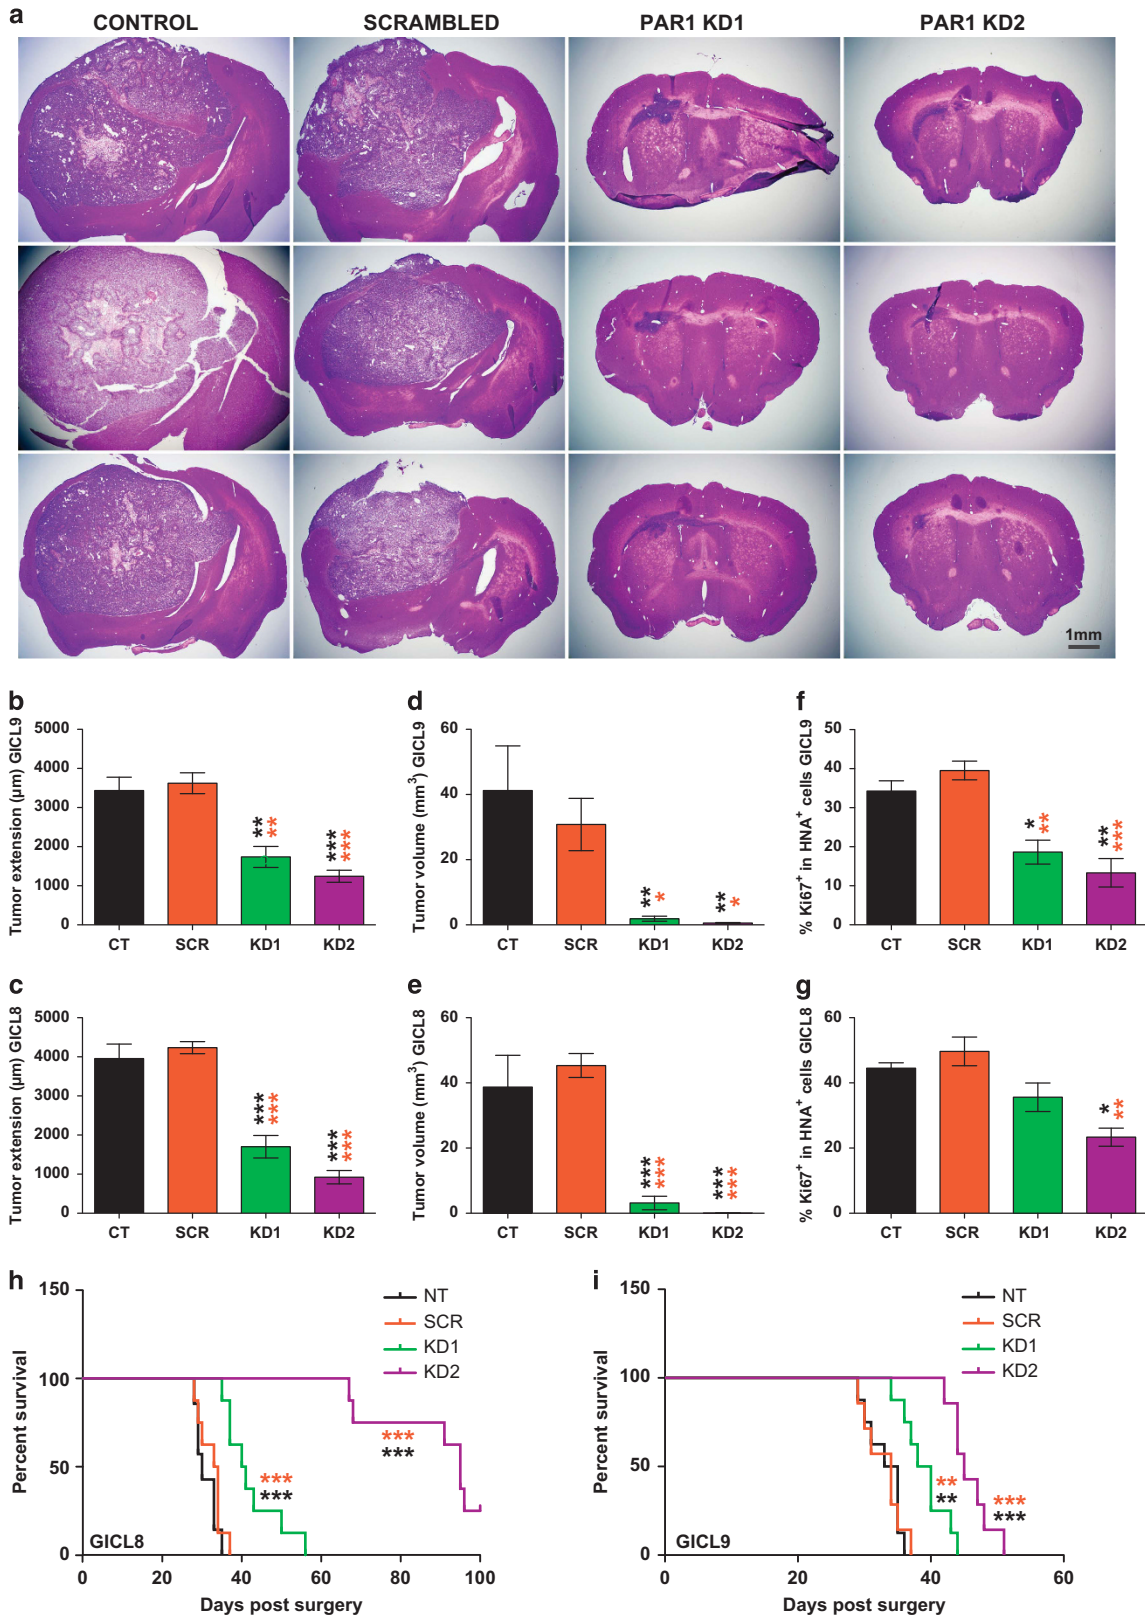 a
CONTROL
SCRAMBLED
PAR1 KD1
PAR1 KD2
1mm
b
Tumor extension (µm) GICL9
5000
4000
3000
2000
1000
0
**
**
***
***
CT
SCR
KD1
KD2
d
Tumor volume (mm³) GICL9
60
40
20
0
**
*
**
*
CT
SCR
KD1
KD2
f
% Ki67⁺ in HNA⁺ cells GICL9
50
40
30
20
10
0
*
**
**
***
CT
SCR
KD1
KD2
c
Tumor extension (µm) GICL8
5000
4000
3000
2000
1000
0
***
***
***
***
CT
SCR
KD1
KD2
e
Tumor volume (mm³) GICL8
60
40
20
0
***
***
***
***
CT
SCR
KD1
KD2
g
% Ki67⁺ in HNA⁺ cells GICL8
60
40
20
0
*
**
CT
SCR
KD1
KD2
h
Percent survival
150
100
50
0
NT
SCR
KD1
KD2
***
***
***
***
GICL8
0
20
40
60
80
100
Days post surgery
i
Percent survival
150
100
50
0
NT
SCR
KD1
KD2
**
**
***
***
GICL9
0
20
40
60
Days post surgery